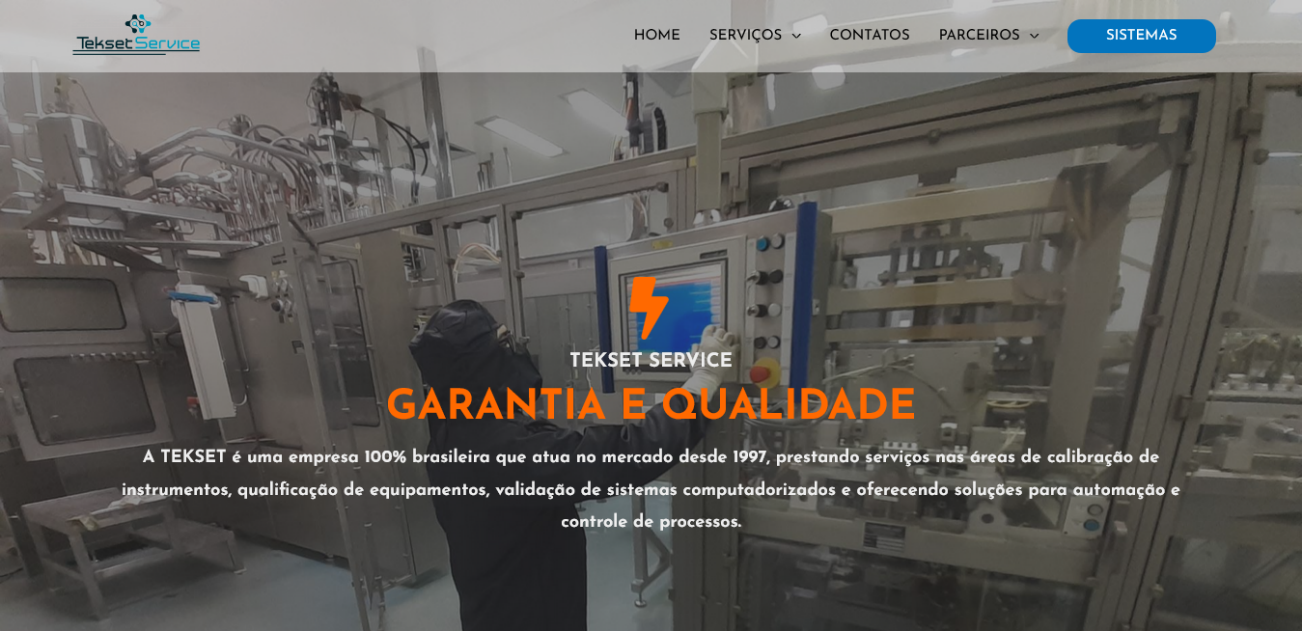 Tekset Service
HOME SERVIÇOS CONTATOS PARCEIROS SISTEMAS
TEKSET SERVICE
GARANTIA E QUALIDADE
A TEKSET é uma empresa 100% brasileira que atua no mercado desde 1997, prestando serviços nas áreas de calibração de
instrumentos, qualificação de equipamentos, validação de sistemas computadorizados e oferecendo soluções para automação e
controle de processos.